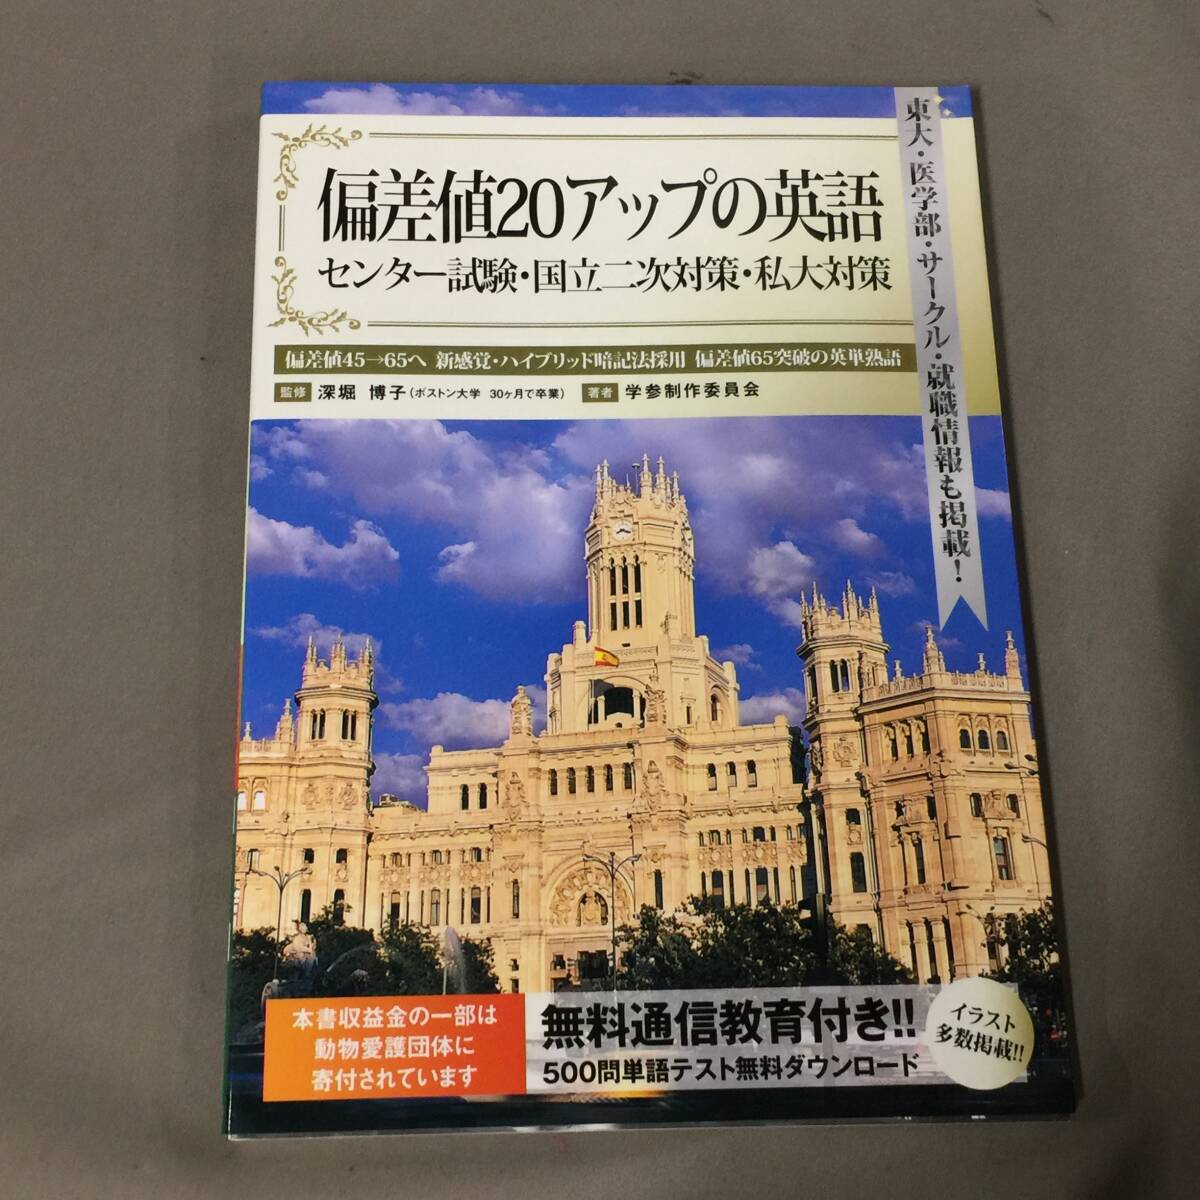 偏差値20アップの英語
センター試験・国立二次対策・私大対策
偏差値45→65へ 新感覚・ハイブリッド暗記法採用 偏差値65突破の英単熟語
監修 深堀 博子（ボストン大学 30ヶ月で卒業） 著者 学参制作委員会
東大・医学部・サークル・就職情報も掲載！
本書収益金の一部は
動物愛護団体に
寄付されています
無料通信教育付き!!
500問単語テスト無料ダウンロード
イラスト
多数掲載!!